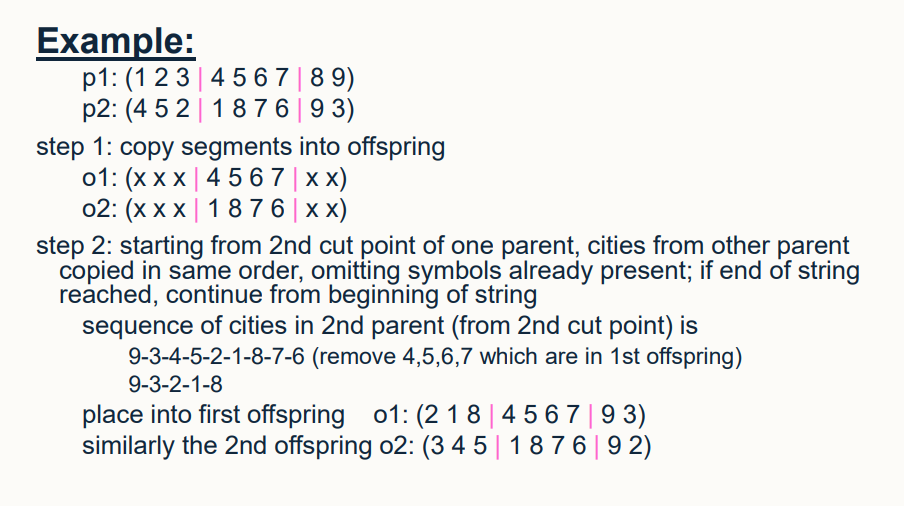 Example:
p1: (1 2 3 | 4 5 6 7 | 8 9)
p2: (4 5 2 | 1 8 7 6 | 9 3)
step 1: copy segments into offspring
o1: (x x x | 4 5 6 7 | x x)
o2: (x x x | 1 8 7 6 | x x)
step 2: starting from 2nd cut point of one parent, cities from other parent
copied in same order, omitting symbols already present; if end of string
reached, continue from beginning of string
sequence of cities in 2nd parent (from 2nd cut point) is
9-3-4-5-2-1-8-7-6 (remove 4,5,6,7 which are in 1st offspring)
9-3-2-1-8
place into first offspring o1: (2 1 8 | 4 5 6 7 | 9 3)
similarly the 2nd offspring o2: (3 4 5 | 1 8 7 6 | 9 2)